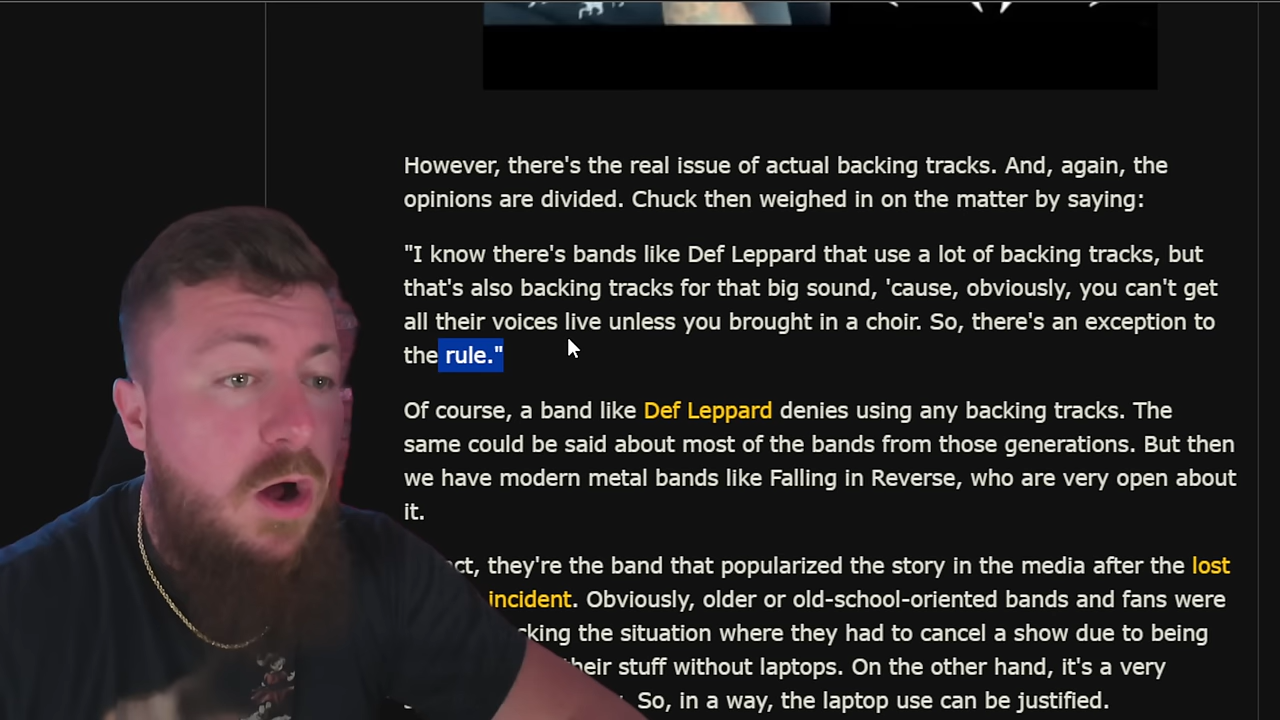 However, there's the real issue of actual backing tracks. And, again, the
opinions are divided. Chuck then weighed in on the matter by saying:
"I know there's bands like Def Leppard that use a lot of backing tracks, but
that's also backing tracks for that big sound, 'cause, obviously, you can't get
all their voices live unless you brought in a choir. So, there's an exception to
the rule."
Of course, a band like Def Leppard denies using any backing tracks. The
same could be said about most of the bands from those generations. But then
we have modern metal bands like Falling in Reverse, who are very open about
it.
they're the band that popularized the story in the media after the lost
incident. Obviously, older or old-school-oriented bands and fans were
the situation where they had to cancel a show due to being
their stuff without laptops. On the other hand, it's a very
So, in a way, the laptop use can be justified.